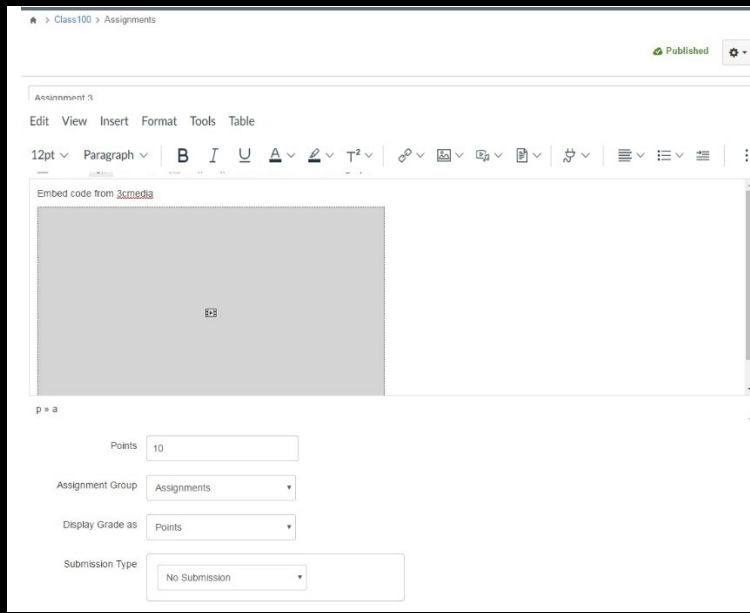 > Class100 > Assignments
Published
Assignment 3
Edit View Insert Format Tools Table
12pt Paragraph B I U A T²
Embed code from 3cmedia
p » a
Points 10
Assignment Group Assignments
Display Grade as Points
Submission Type
No Submission